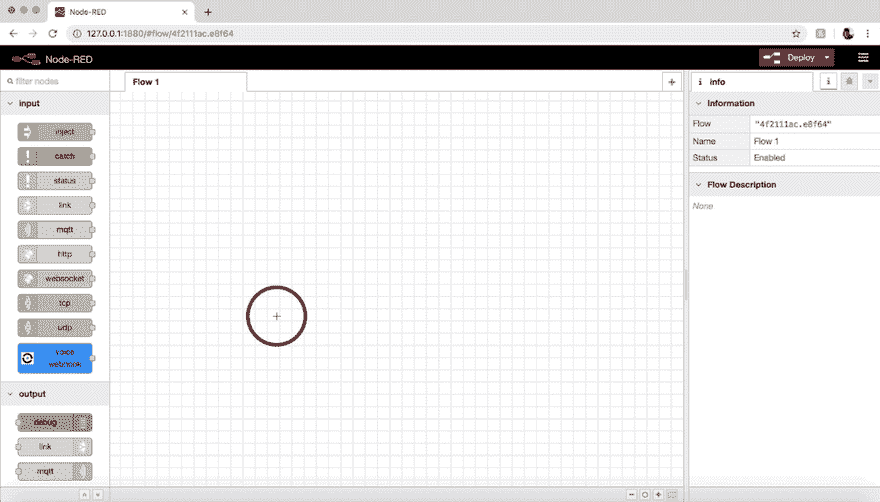 Node-RED
127.0.0.1:1880/#flow/4f2111ac.e8f64
Node-RED
Deploy
filter nodes
Flow 1
info
input
Information
inject
Flow
"4f2111ac.e8f64"
catch
Name
Flow 1
status
Status
Enabled
link
Flow Description
mqtt
None
http
websocket
tcp
udp
webhook
output
debug
link
mqtt